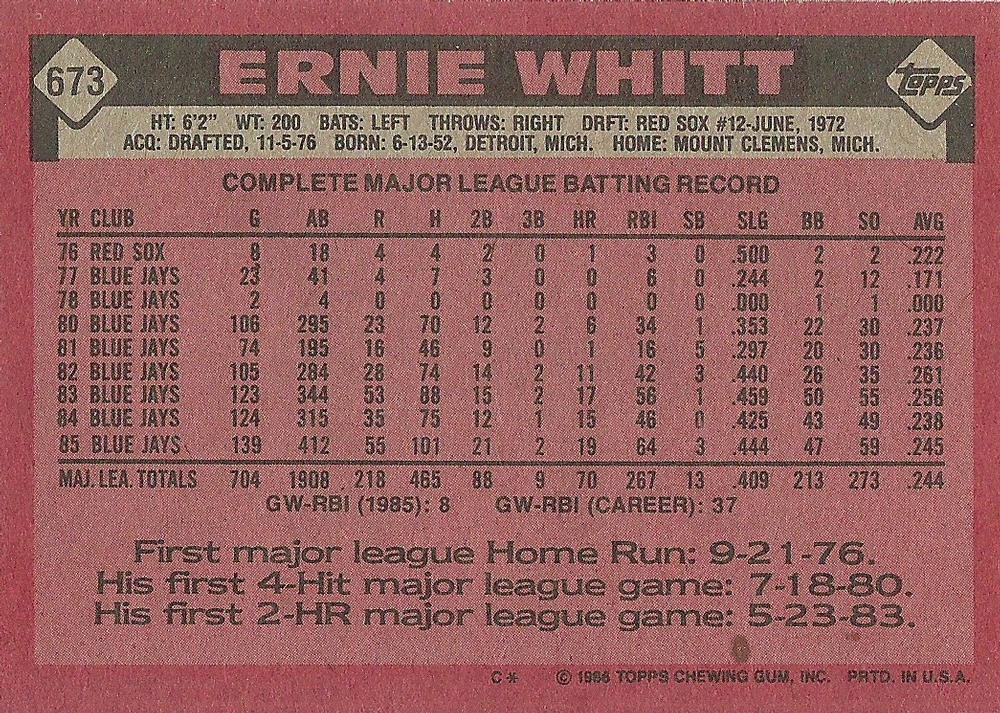 673 ERNIE WHITT Topps
HT: 6'2" WT: 200 BATS: LEFT THROWS: RIGHT DRFT: RED SOX #12-JUNE, 1972
ACQ: DRAFTED, 11-5-76 BORN: 6-13-52, DETROIT, MICH. HOME: MOUNT CLEMENS, MICH.
COMPLETE MAJOR LEAGUE BATTING RECORD
YR CLUB G AB R H 2B 3B HR RBI SB SLG BB SO AVG
76 RED SOX 8 18 4 4 2 0 1 3 0 .500 2 2 .222
77 BLUE JAYS 23 41 4 7 3 0 0 6 0 .244 2 12 .171
78 BLUE JAYS 2 4 0 0 0 0 0 0 0 .000 1 1 .000
80 BLUE JAYS 106 295 23 70 12 2 6 34 1 .353 22 30 .237
81 BLUE JAYS 74 195 16 46 9 0 1 16 5 .297 20 30 .236
82 BLUE JAYS 105 284 28 74 14 2 11 42 3 .440 26 35 .261
83 BLUE JAYS 123 344 53 88 15 2 17 56 1 .459 50 55 .256
84 BLUE JAYS 124 315 35 75 12 1 15 46 0 .425 43 49 .238
85 BLUE JAYS 139 412 55 101 21 2 19 64 3 .444 47 59 .245
MAJ. LEA. TOTALS 704 1908 218 465 88 9 70 267 13 .409 213 273 .244
GW-RBI (1985): 8 GW-RBI (CAREER): 37
First major league Home Run: 9-21-76.
His first 4-Hit major league game: 7-18-80.
His first 2-HR major league game: 5-23-83.
C* © 1986 TOPPS CHEWING GUM, INC. PRTD. IN U.S.A.